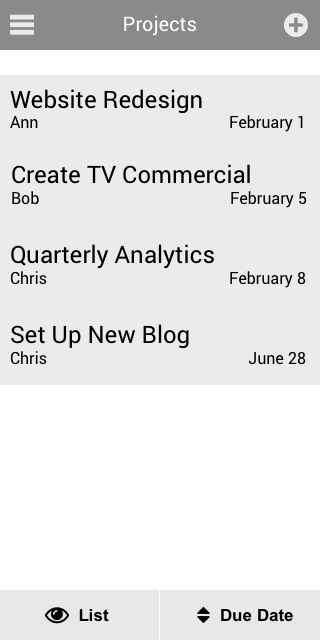 Projects
Website Redesign
Ann February 1
Create TV Commercial
Bob February 5
Quarterly Analytics
Chris February 8
Set Up New Blog
Chris June 28
List Due Date